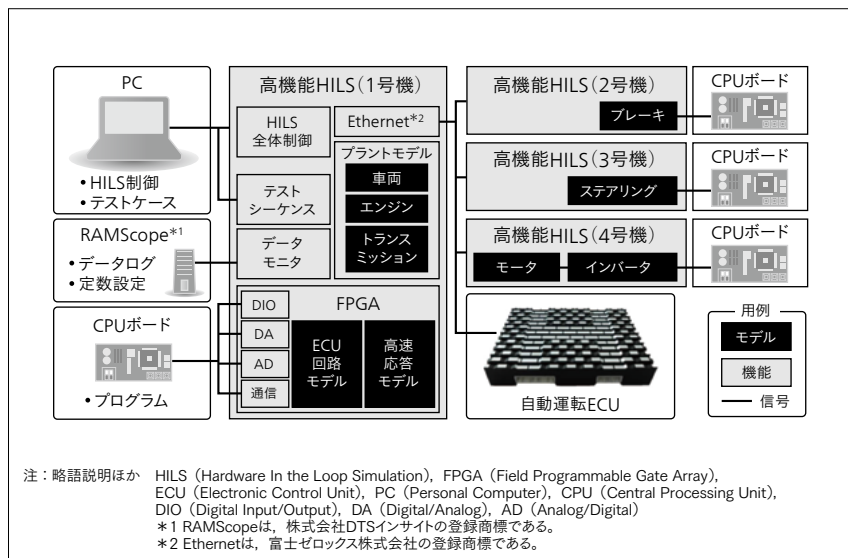 PC
• HILS制御
• テストケース
RAMScope*1
• データログ
• 定数設定
CPUボード
• プログラム
高機能HILS（1号機）
HILS
全体制御
Ethernet*2
プラントモデル
車両
エンジン
トランス
ミッション
テスト
シーケンス
データ
モニタ
DIO
DA
AD
通信
FPGA
ECU
回路
モデル
高速
応答
モデル
高機能HILS（2号機）
ブレーキ
CPUボード
高機能HILS（3号機）
ステアリング
CPUボード
高機能HILS（4号機）
モータ
インバータ
CPUボード
自動運転ECU
用例
モデル
機能
信号
注：略語説明ほか　HILS（Hardware In the Loop Simulation），FPGA（Field Programmable Gate Array），
ECU（Electronic Control Unit），PC（Personal Computer），CPU（Central Processing Unit），
DIO（Digital Input/Output），DA（Digital/Analog），AD（Analog/Digital）
＊1 RAMScopeは，株式会社DTSインサイトの登録商標である。
＊2 Ethernetは，富士ゼロックス株式会社の登録商標である。